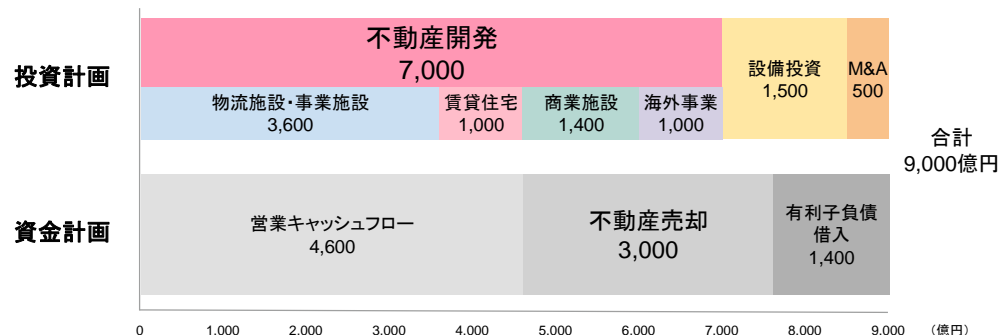 投資計画
不動産開発
7,000
物流施設・事業施設
3,600
賃貸住宅
1,000
商業施設
1,400
海外事業
1,000
設備投資
1,500
M&A
500
合計
9,000億円
資金計画
営業キャッシュフロー
4,600
不動産売却
3,000
有利子負債
借入
1,400
0 1,000 2,000 3,000 4,000 5,000 6,000 7,000 8,000 9,000 （億円）